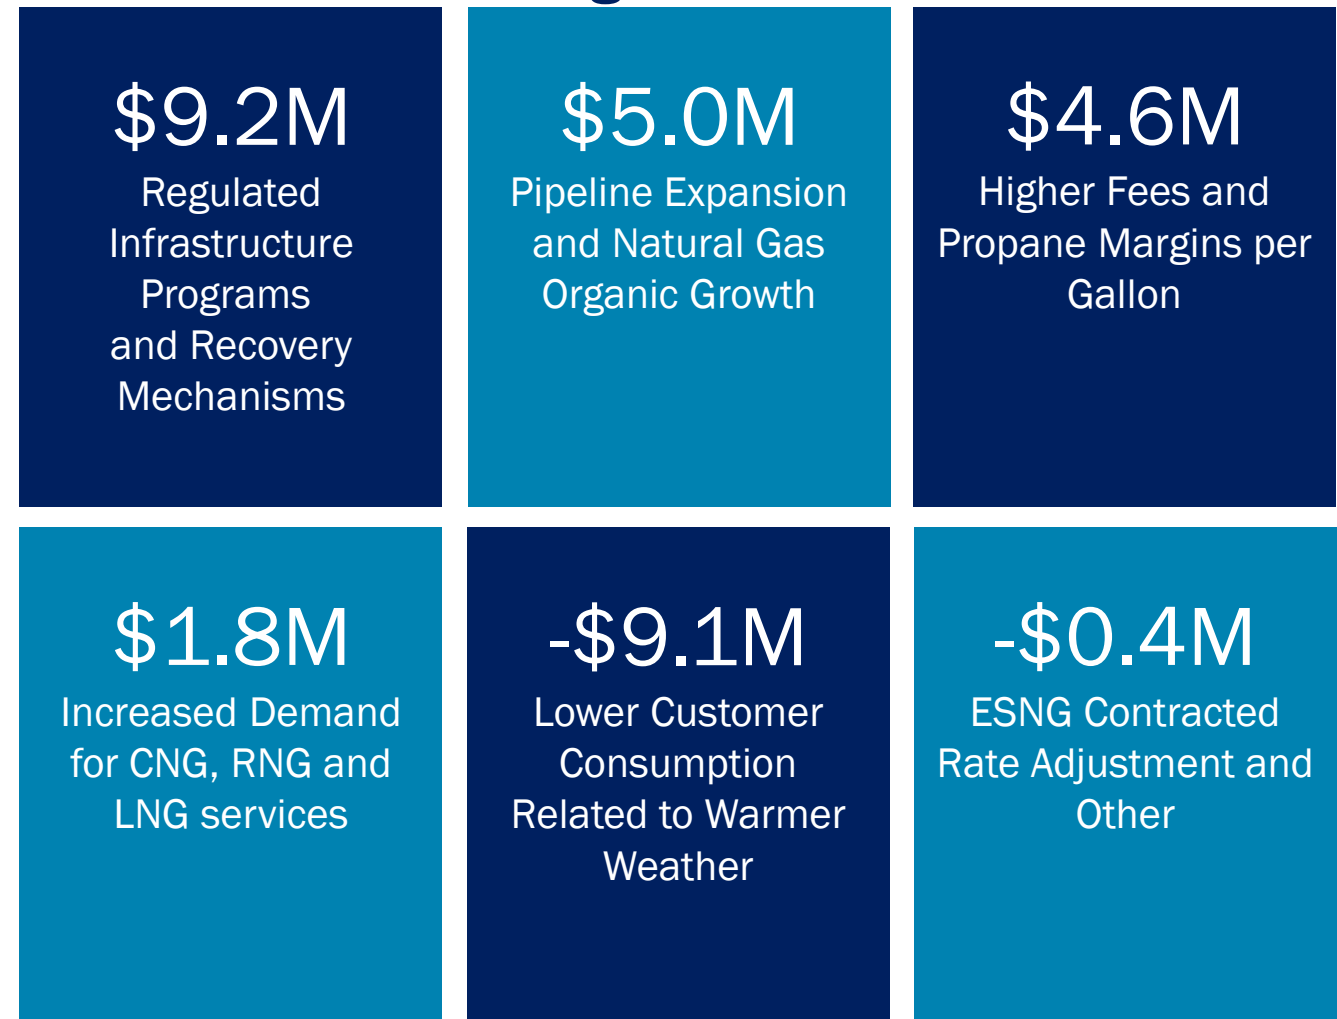 $9.2M
Regulated
Infrastructure
Programs
and Recovery
Mechanisms
$5.0M
Pipeline Expansion
and Natural Gas
Organic Growth
$4.6M
Higher Fees and
Propane Margins per
Gallon
$1.8M
Increased Demand
for CNG, RNG and
LNG services
-$9.1M
Lower Customer
Consumption
Related to Warmer
Weather
-$0.4M
ESNG Contracted
Rate Adjustment and
Other